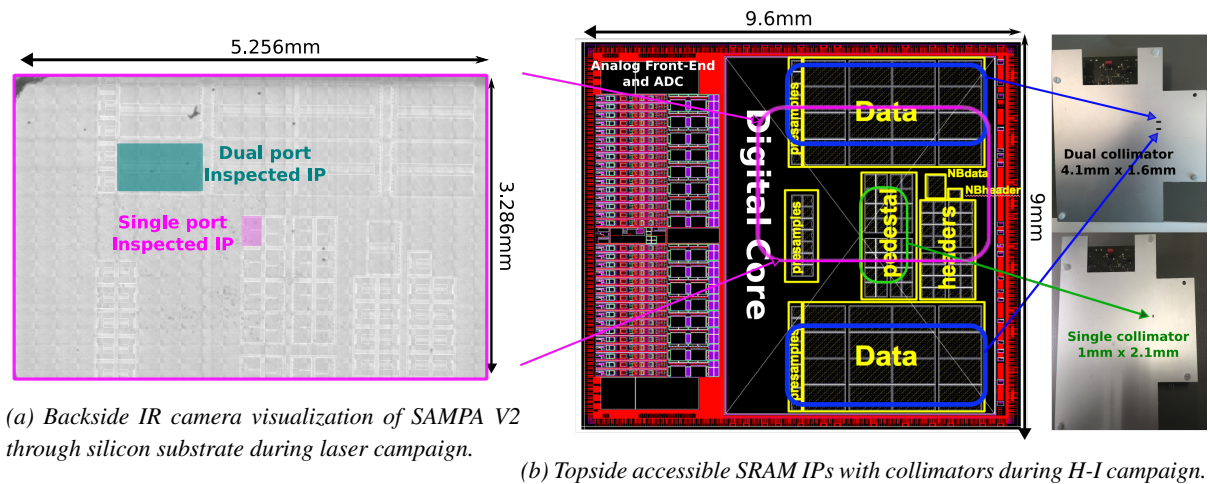 5.256mm
3.286mm
Dual port
Inspected IP
Single port
Inspected IP
(a) Backside IR camera visualization of SAMPA V2
through silicon substrate during laser campaign.
9.6mm
9mm
Analog Front-End
and ADC
Digital Core
presamples
Data
NBdata
NBheader
presamples
pedestal
headers
presamples
Data
Dual collimator
4.1mm x 1.6mm
Single collimator
1mm x 2.1mm
(b) Topside accessible SRAM IPs with collimators during H-I campaign.